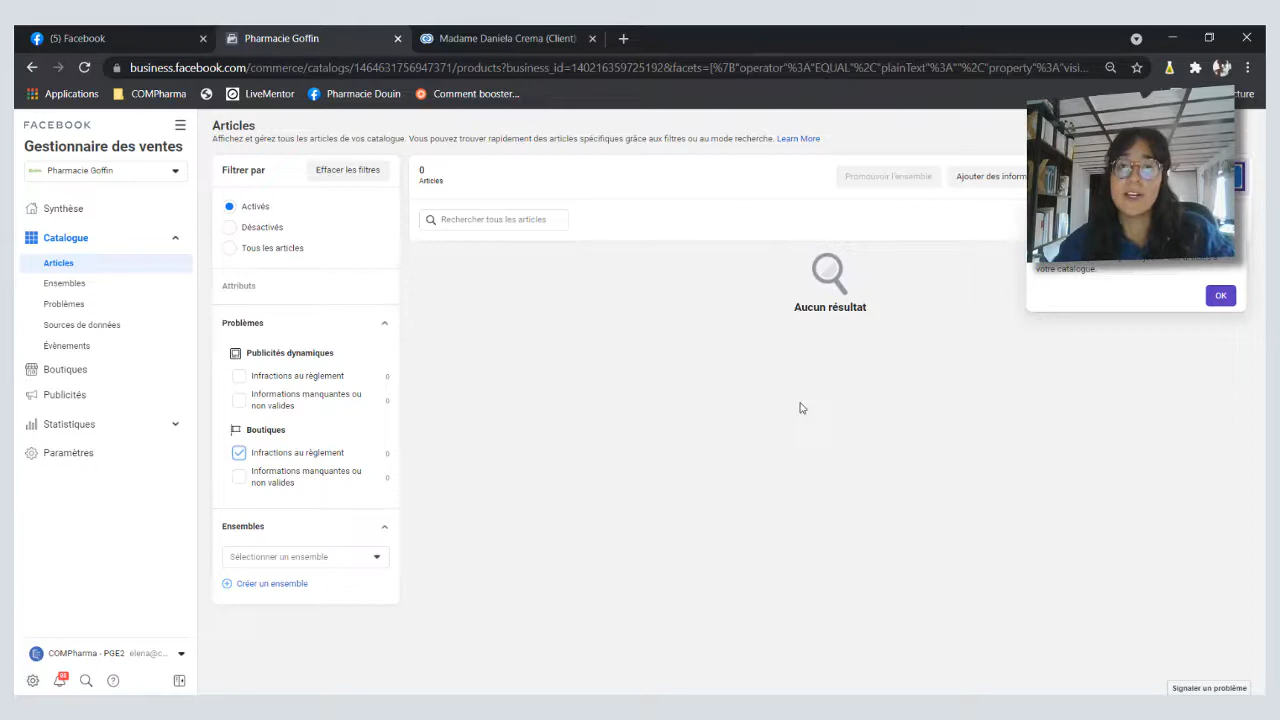 (5) Facebook
Pharmacie Goffin
Madame Daniela Crema (Client)
business.facebook.com/commerce/catalogs/1464631756947371/products?business_id=140216359725192&facets=[%7B"operator"%3A"EQUAL"%2C"plainText"%3A""%2C"property"%3A"visi...
Applications
COMPharma
LiveMentor
Pharmacie Douin
Comment booster...
cture
FACEBOOK
Gestionnaire des ventes
Pharmacie Goffin
Synthèse
Catalogue
Articles
Ensembles
Problèmes
Sources de données
Évènements
Boutiques
Publicités
Statistiques
Paramètres
COMPharma - PGE2 elena@c...
Articles
Affichez et gérez tous les articles de vos catalogue. Vous pouvez trouver rapidement des articles spécifiques grâce aux filtres ou au mode recherche. Learn More
Filtrer par
Effacer les filtres
Activés
Désactivés
Tous les articles
Attributs
Problèmes
Publicités dynamiques
Infractions au règlement 0
Informations manquantes ou 0
non valides
Boutiques
Infractions au règlement 0
Informations manquantes ou 0
non valides
Ensembles
Sélectionner un ensemble
Créer un ensemble
0
Articles
Promouvoir l'ensemble
Ajouter des inform
Rechercher tous les articles
Aucun résultat
votre catalogue.
OK
Signaler un problème